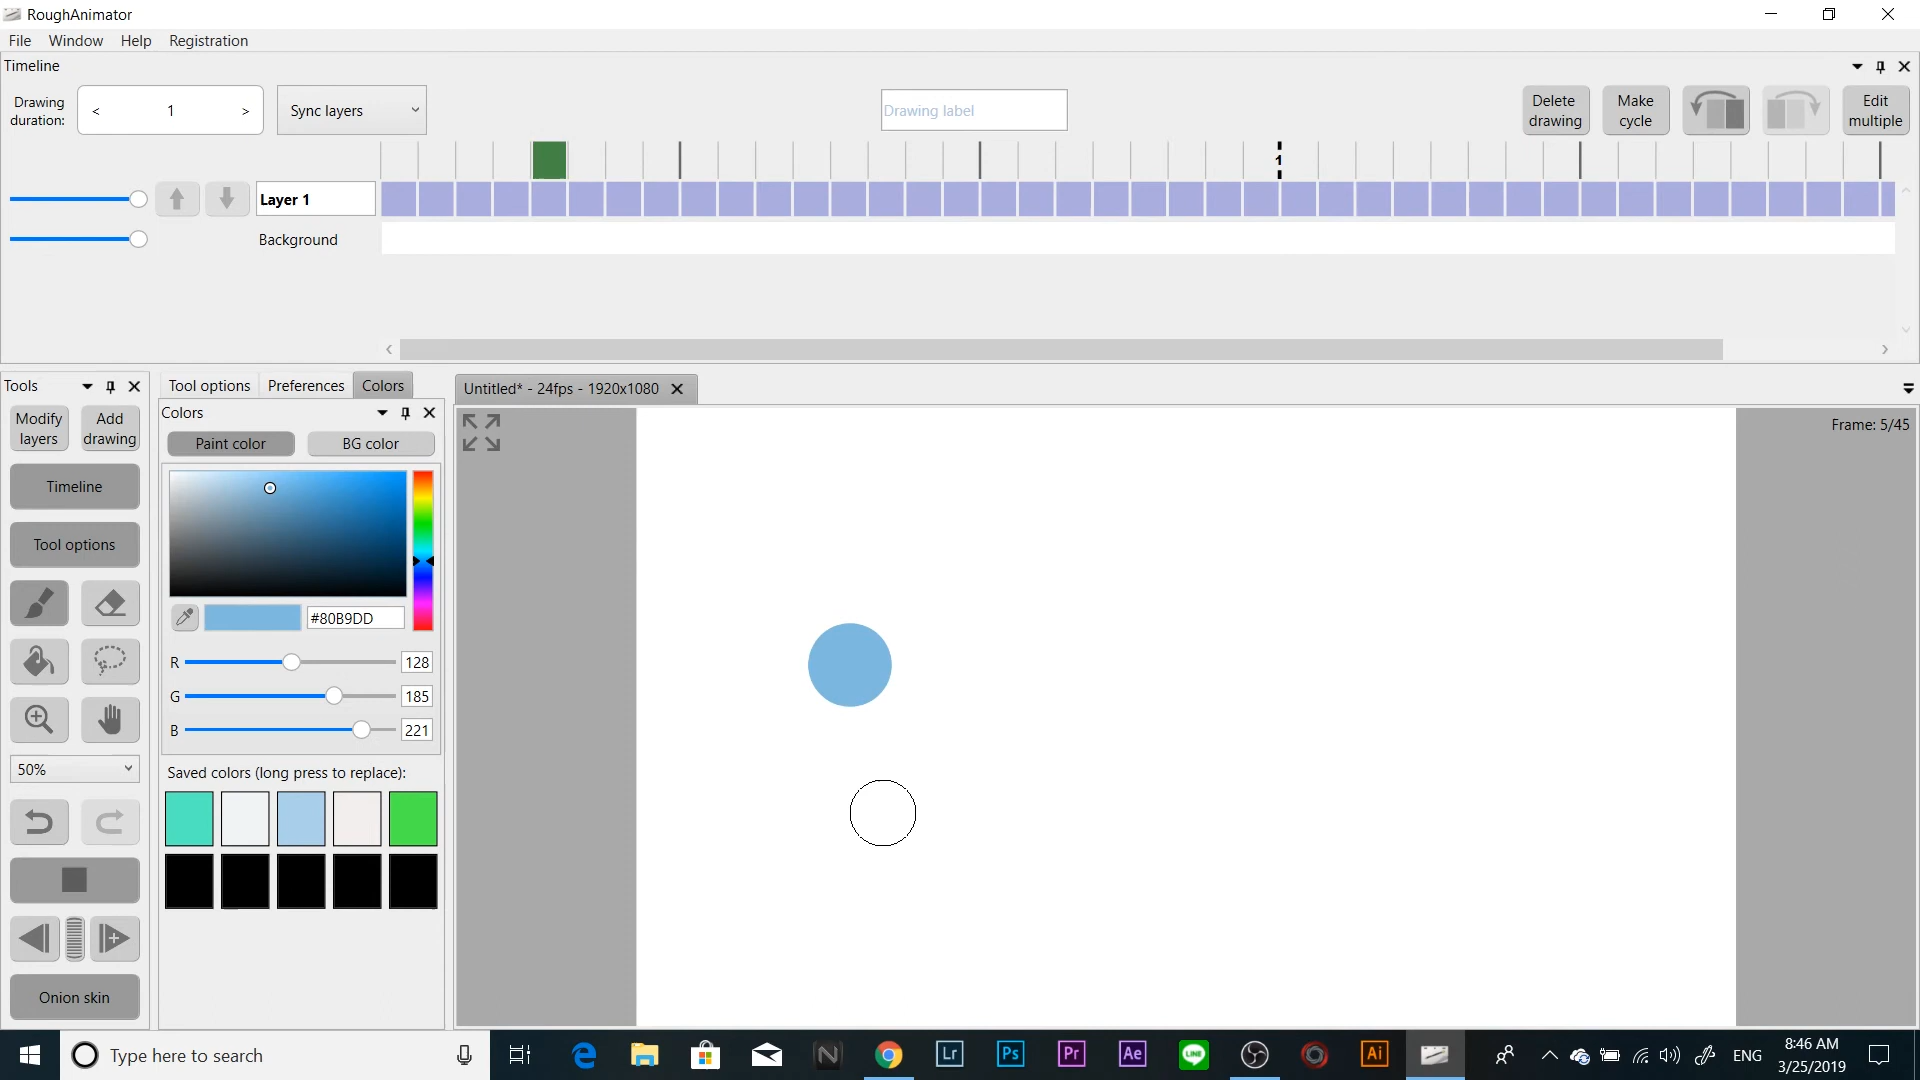 RoughAnimator
File Window Help Registration
Timeline
Drawing duration:
< 1 >
Sync layers
Drawing label
Delete drawing
Make cycle
Edit multiple
1
Layer 1
Background
Tools
Modify layers
Add drawing
Timeline
Tool options
50%
Onion skin
Tool options Preferences Colors
Colors
Paint color BG color
#80B9DD
R 128
G 185
B 221
Saved colors (long press to replace):
Untitled* - 24fps - 1920x1080
Frame: 5/45
Type here to search
N
Lr
Ps
Pr
Ae
LINE
Ai
ENG
8:46 AM
3/25/2019